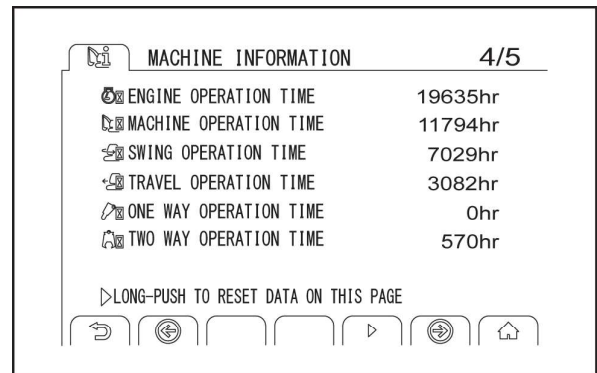 MACHINE INFORMATION 4/5
ENGINE OPERATION TIME 19635hr
MACHINE OPERATION TIME 11794hr
SWING OPERATION TIME 7029hr
TRAVEL OPERATION TIME 3082hr
ONE WAY OPERATION TIME 0hr
TWO WAY OPERATION TIME 570hr
▷LONG-PUSH TO RESET DATA ON THIS PAGE